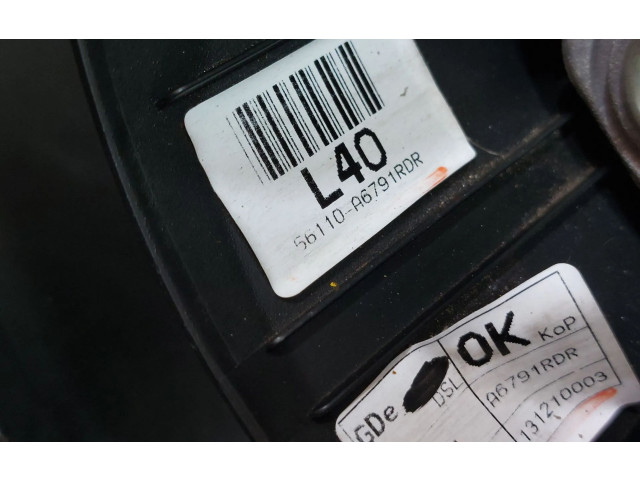 L40
56110-A6791RDR
GDe DSL OK KoP
A6791RDR
131210003